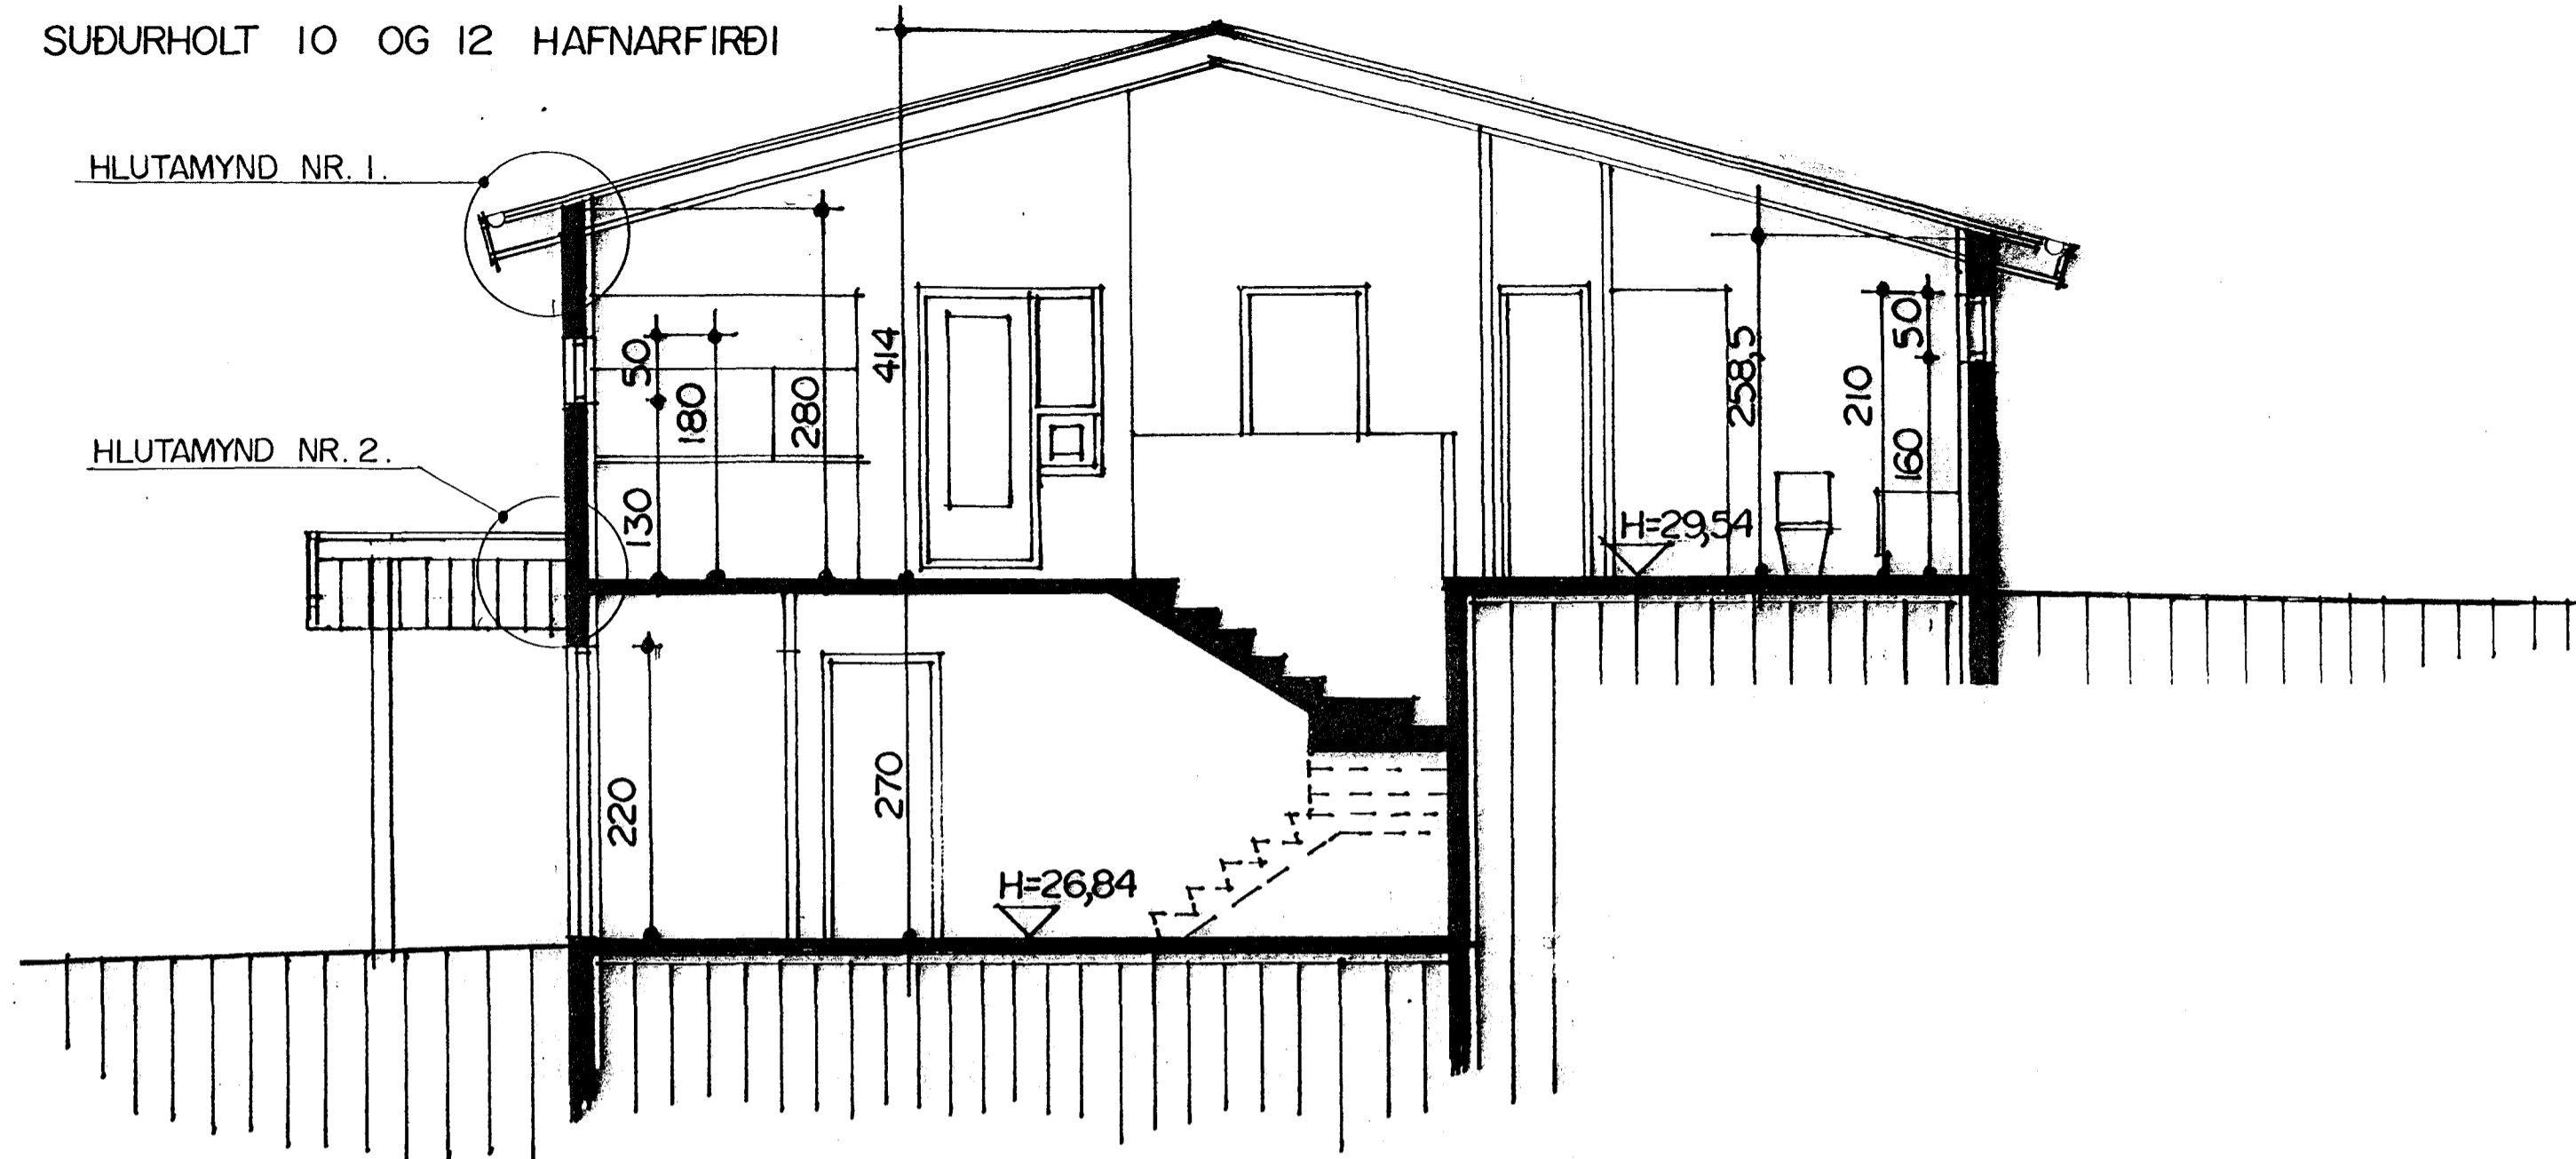 SUÐURHOLT 10 OG 12 HAFNARFIRÐI
HLUTAMYND NR. 1.
HLUTAMYND NR. 2.
50
180
130
280
414
258,5
210
50
160
H=29,54
220
270
H=26,84